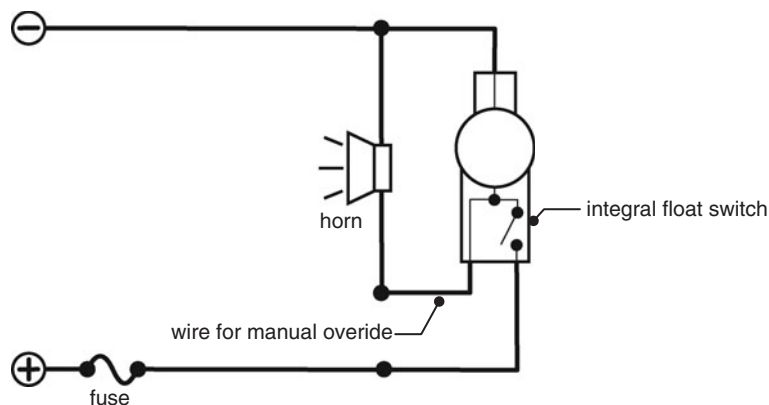 −
horn
integral float switch
wire for manual overide
+
fuse